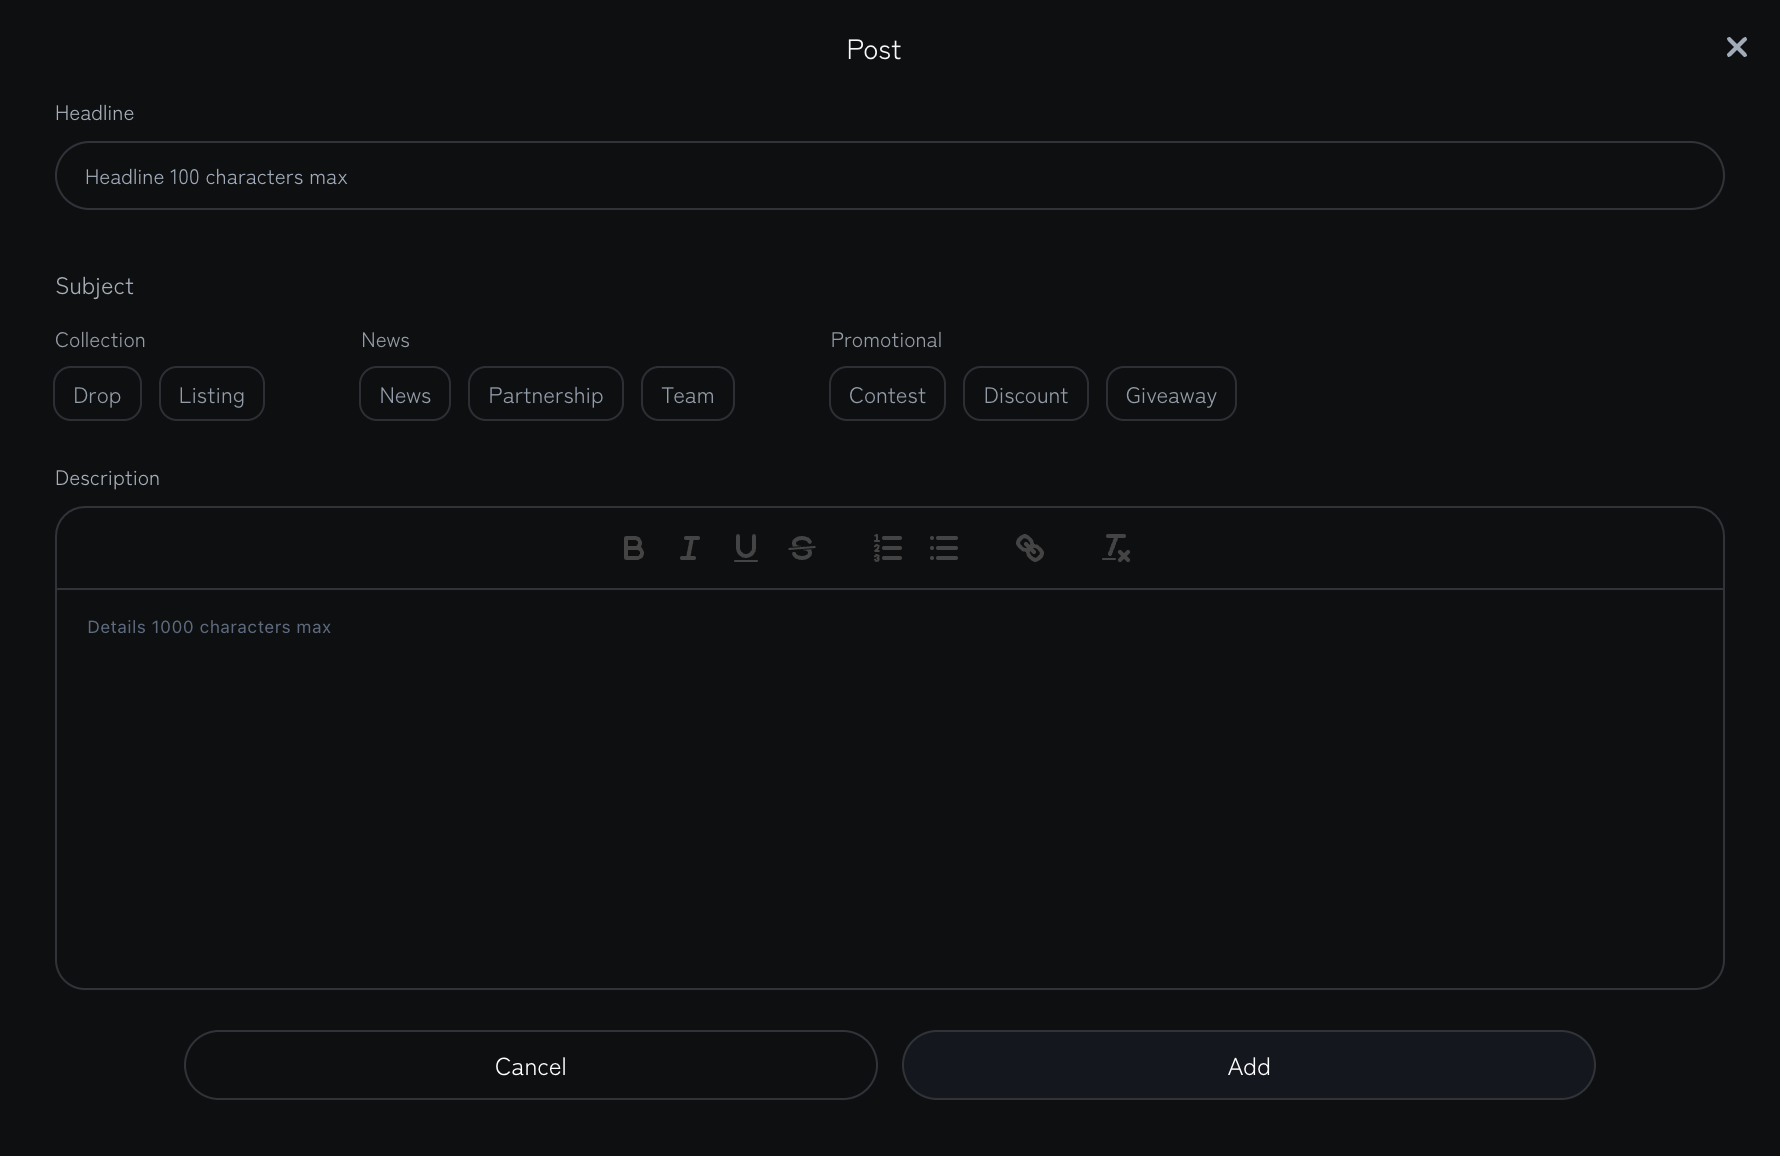 Post
Headline
Headline 100 characters max
Subject
Collection
Drop
Listing
News
News
Partnership
Team
Promotional
Contest
Discount
Giveaway
Description
Details 1000 characters max
Cancel
Add